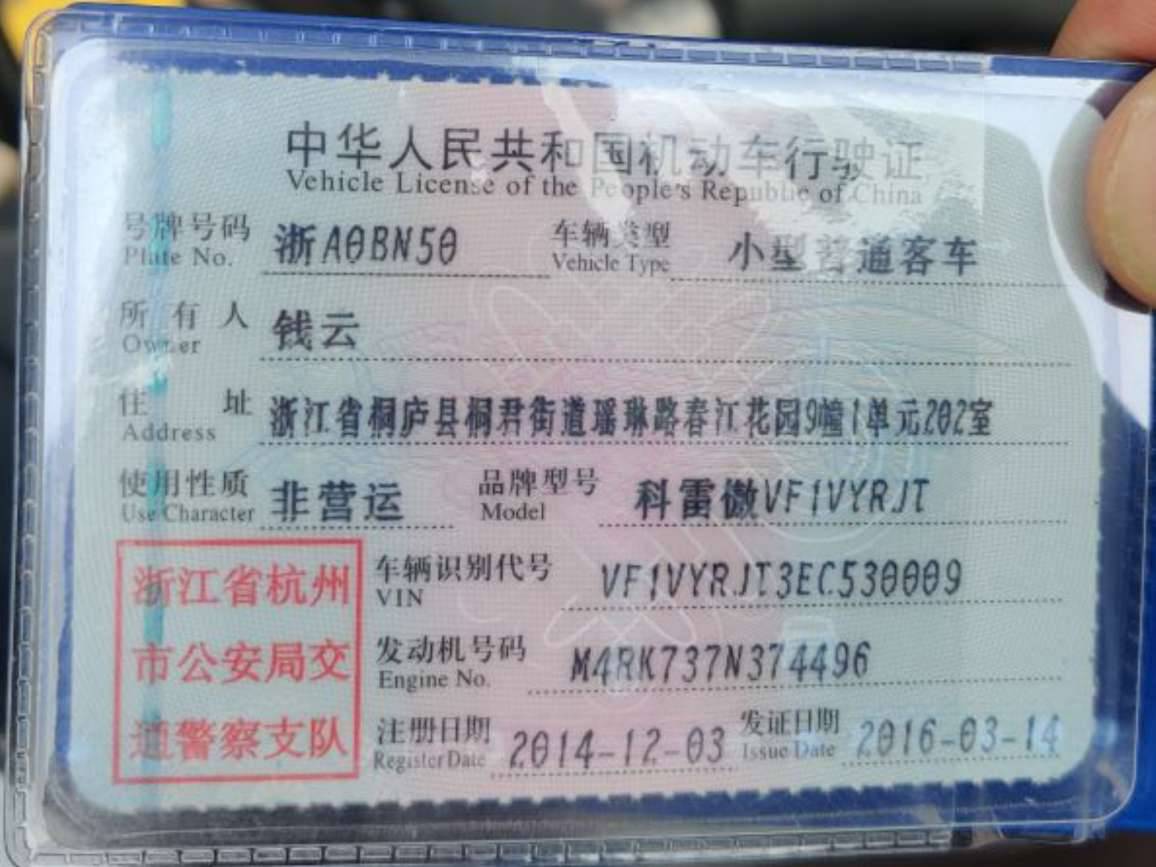 中华人民共和国机动车行驶证
Vehicle License of the People's Republic of China
号牌号码 浙A0BN50 车辆类型 小型普通客车
Plate No. Vehicle Type
所有人 钱云
Owner
住址 浙江省桐庐县桐君街道瑶琳路春江花园9幢1单元202室
Address
使用性质 非营运 品牌型号 科雷傲VF1VYRJT
Use Character Model
浙江省杭州
市公安局交
通警察支队
车辆识别代号 VF1VYRJT3EC530009
VIN
发动机号码 M4RK737N374496
Engine No.
注册日期 2014-12-03 发证日期 2016-03-14
Register Date Issue Date